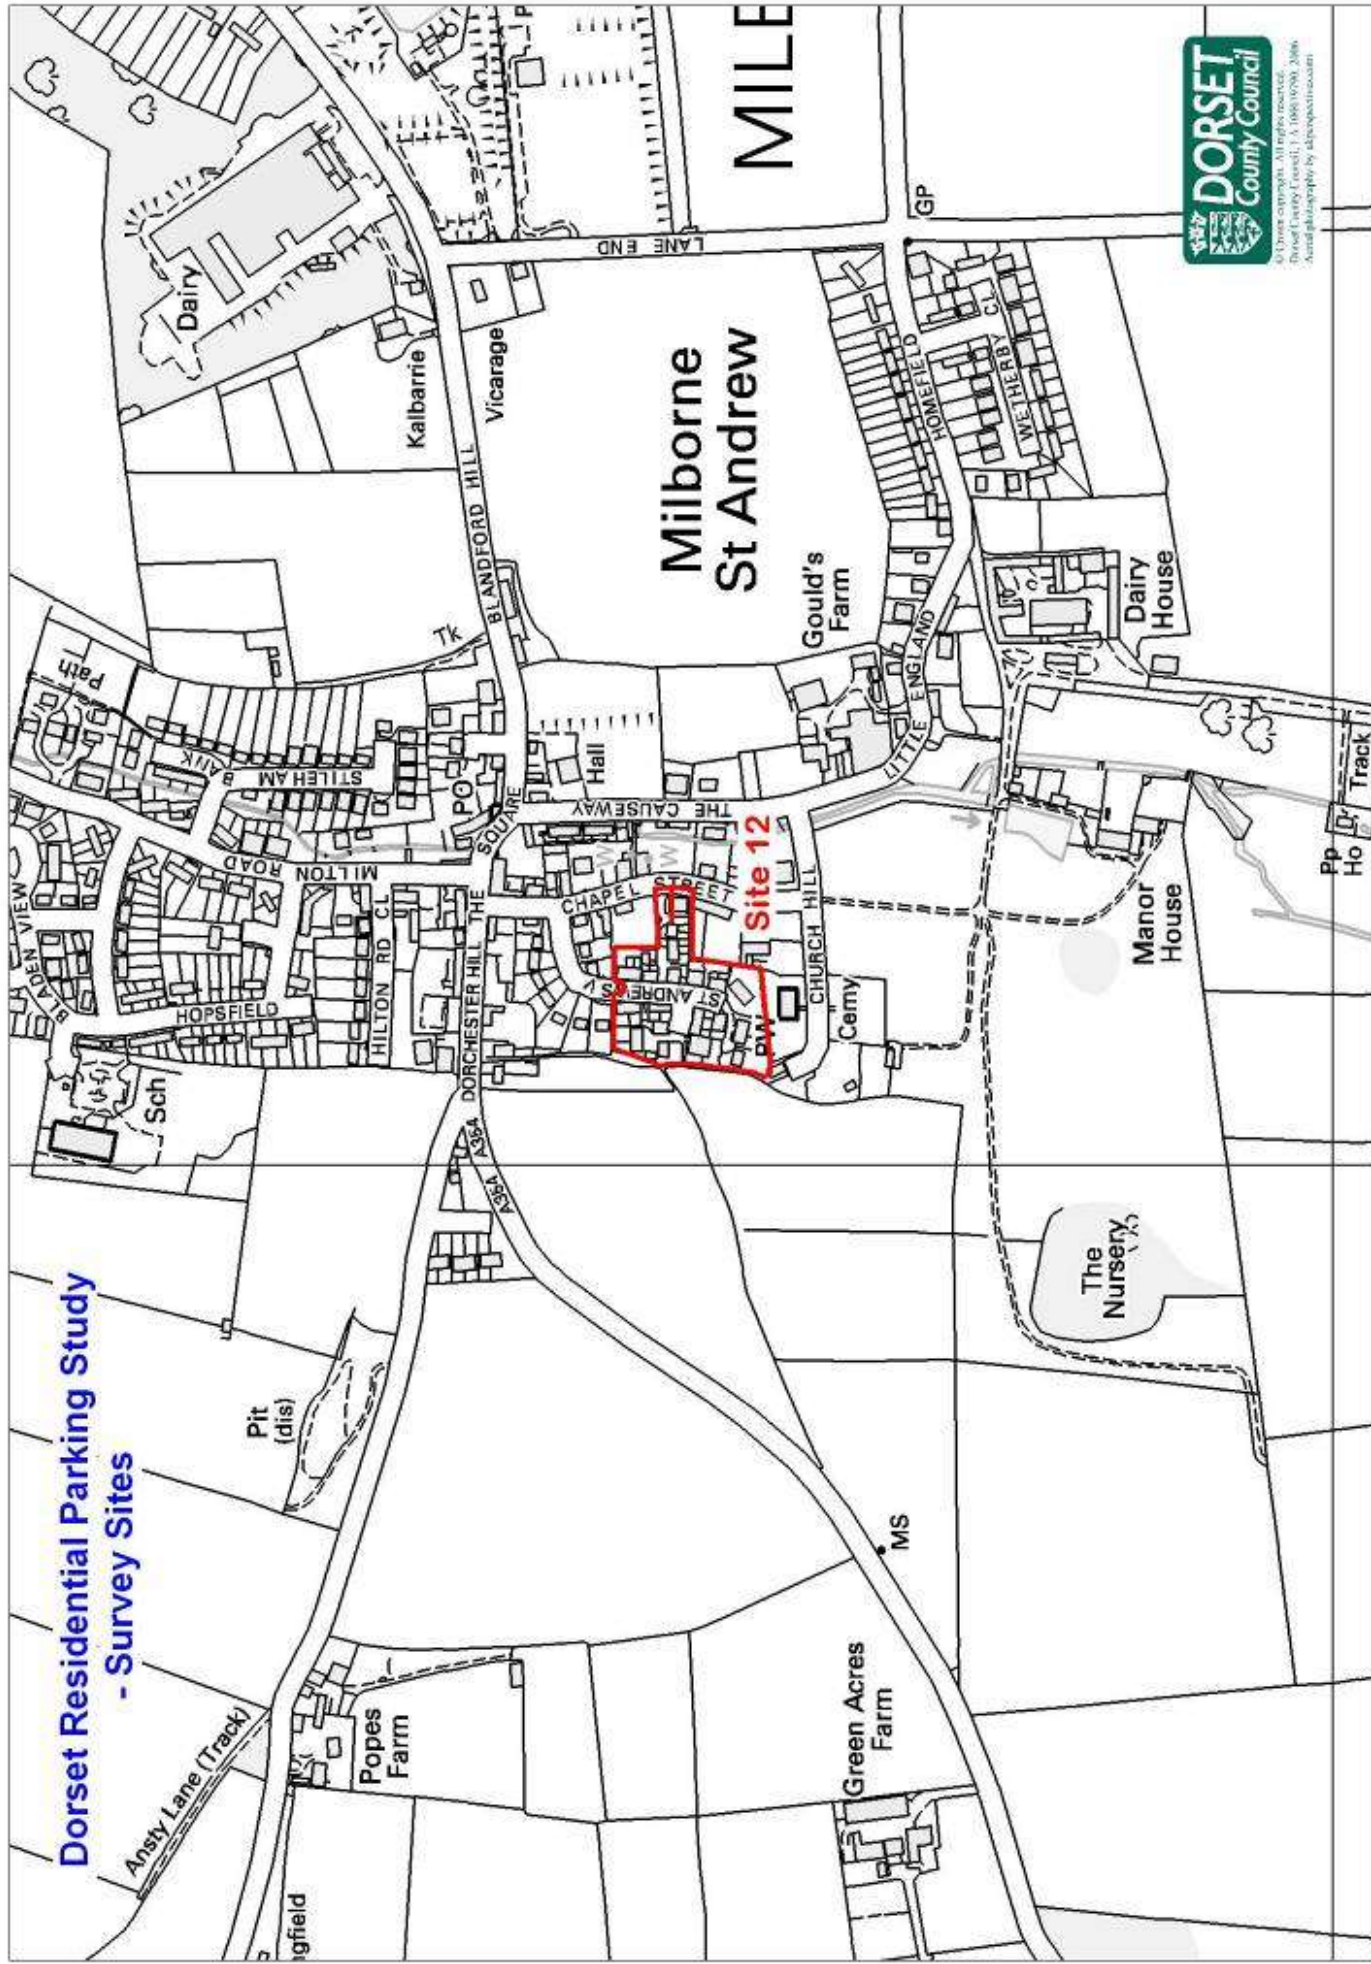 Dorset Residential Parking Study
- Survey Sites
Ansty Lane (Track)
Popes
Farm
ngfield
Pit
(dis)
Green Acres
Farm
MS
The
Nursery
Sch
BLADEN VIEW
HOPSFIELD
HILTON RD CL
MILTON
ROAD
STILEHAM
BANK
Path
Tk
PO
THE
SQUARE
DORCHESTER HILL
A354
A354
BLANDFORD HILL
Hall
THE CAUSEWAY
CHAPEL
STREET
ST ANDREWS V
Site 12
PW
CHURCH
HILL
Cemy
Manor
House
LITTLE
ENGLAND
Gould's
Farm
Milborne
St Andrew
Dairy
House
HOMEFIELD
WETHERBY CL
LANE END
GP
MILE
Vicarage
Kalbarrie
Dairy
Track
Pp
Ho
DORSET
County Council